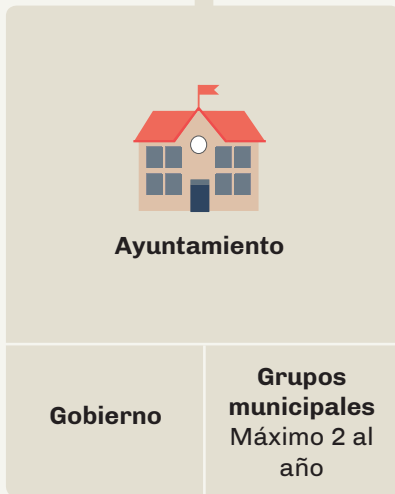 Ayuntamiento
Gobierno
Grupos
municipales
Máximo 2 al
año